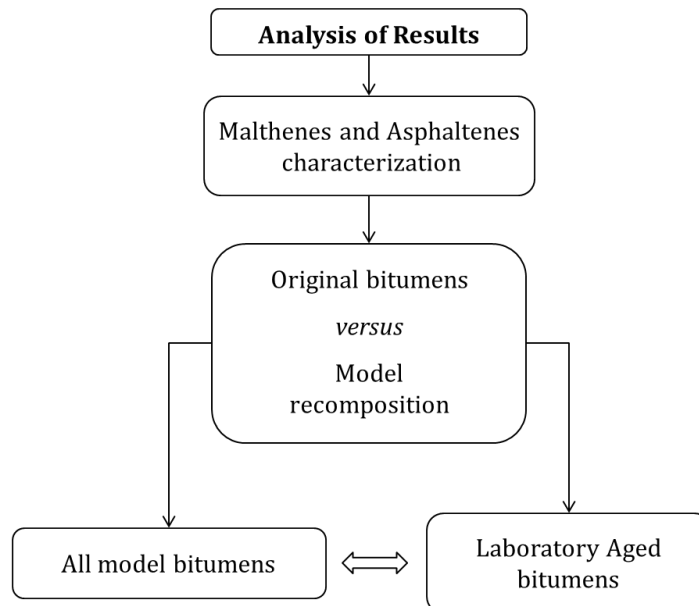 Analysis of Results
Malthenes and Asphaltenes
characterization
Original bitumens
versus
Model
recomposition
All model bitumens
Laboratory Aged
bitumens